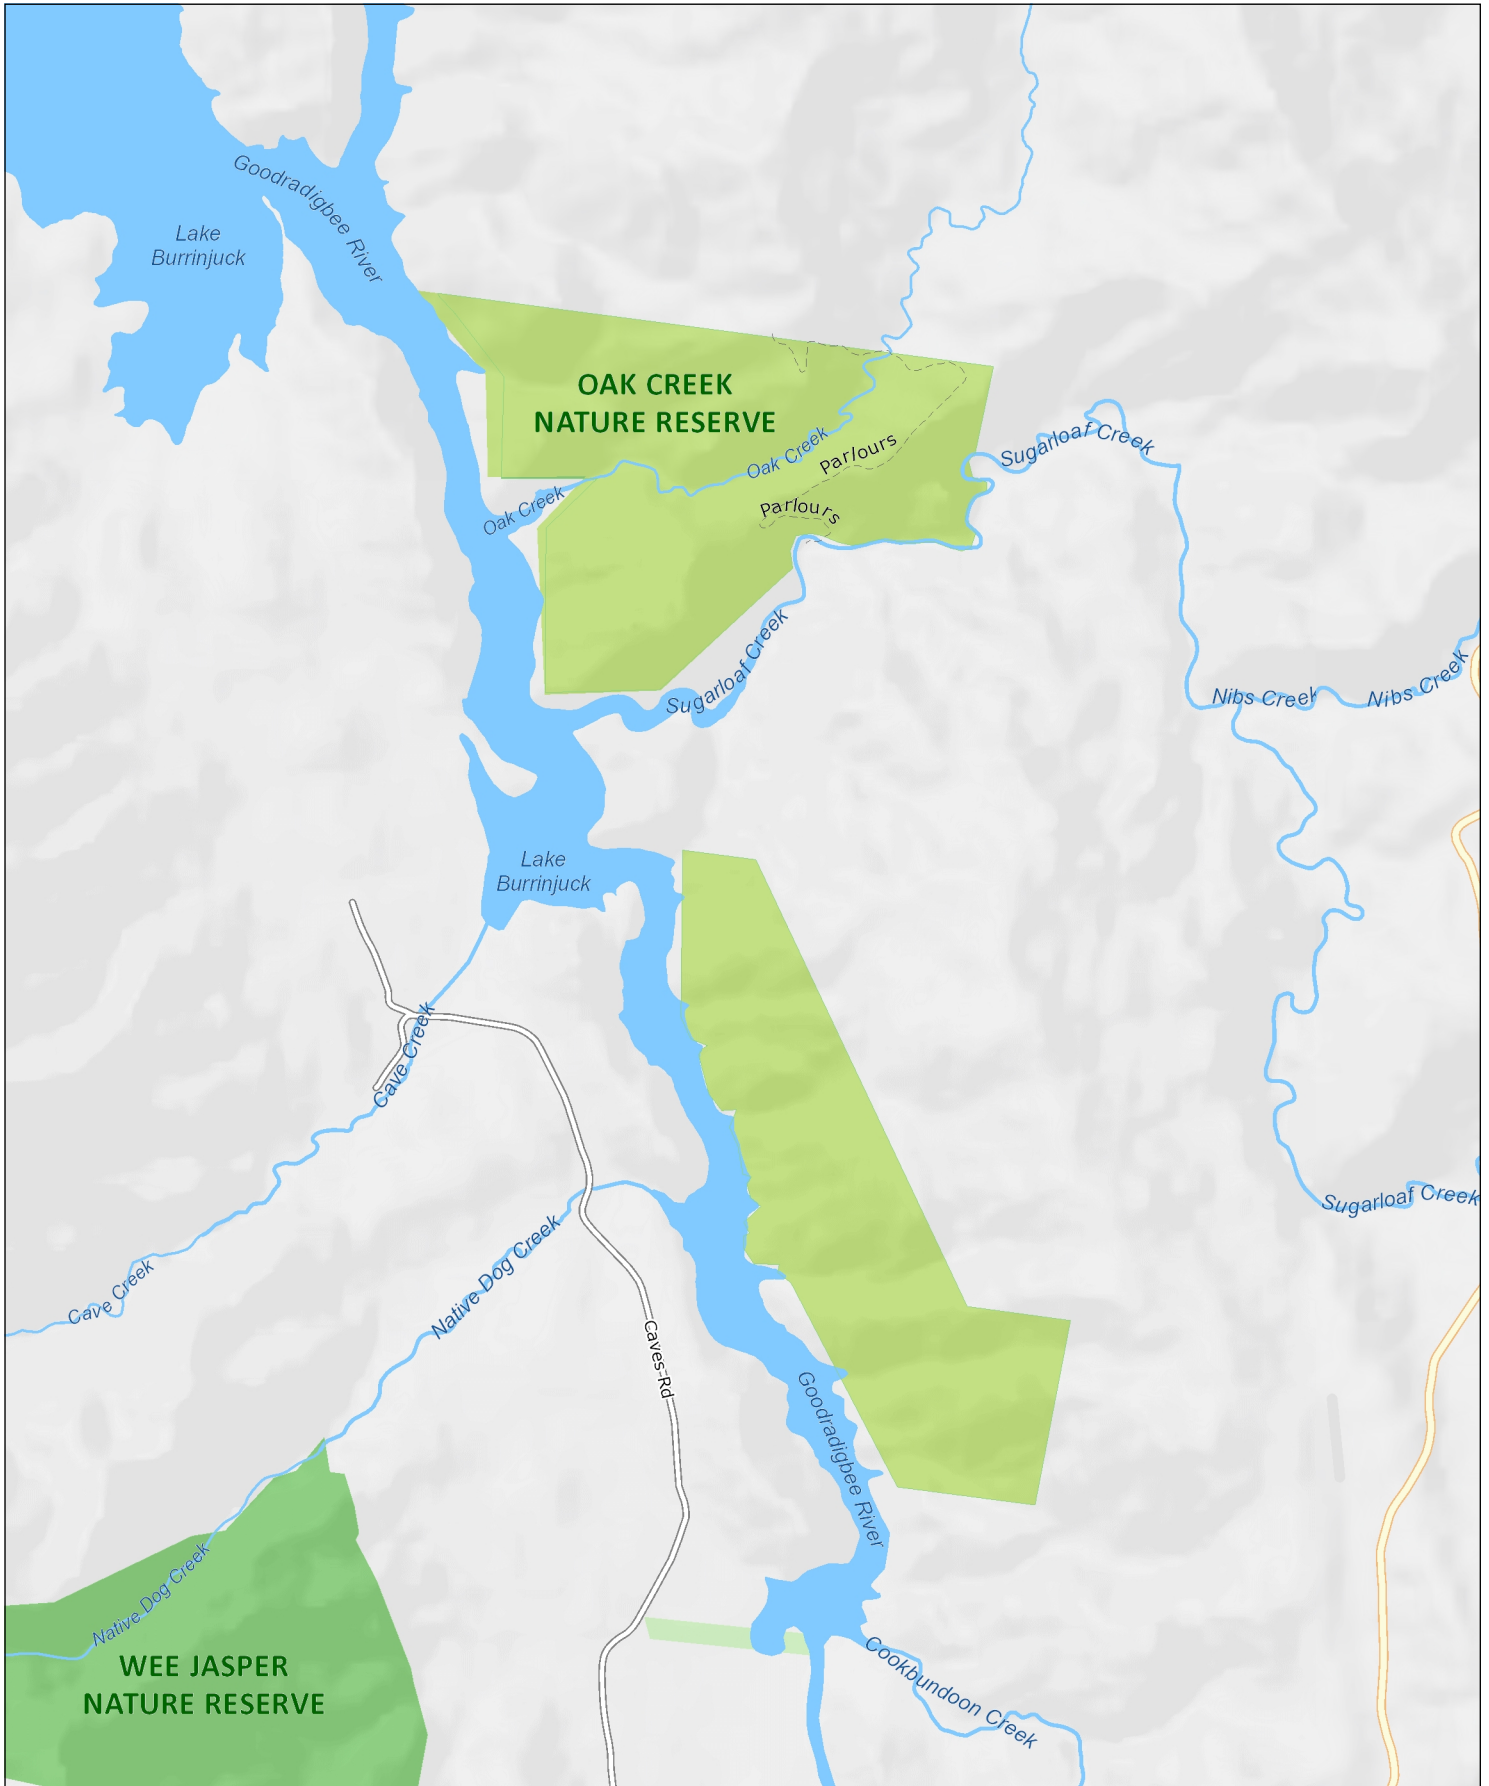 Goodradigbee River
Lake
Burrinjuck
OAK CREEK
NATURE RESERVE
Oak Creek
Parlours
Sugarloaf Creek
Oak Creek
Parlours
Sugarloaf Creek
Nibs Creek
Nibs Creek
Lake
Burrinjuck
Cave Creek
Sugarloaf Creek
Native Dog Creek
Cave Creek
Caves Rd
Goodradigbee River
Native Dog Creek
WEE JASPER
NATURE RESERVE
Cookbundoon Creek